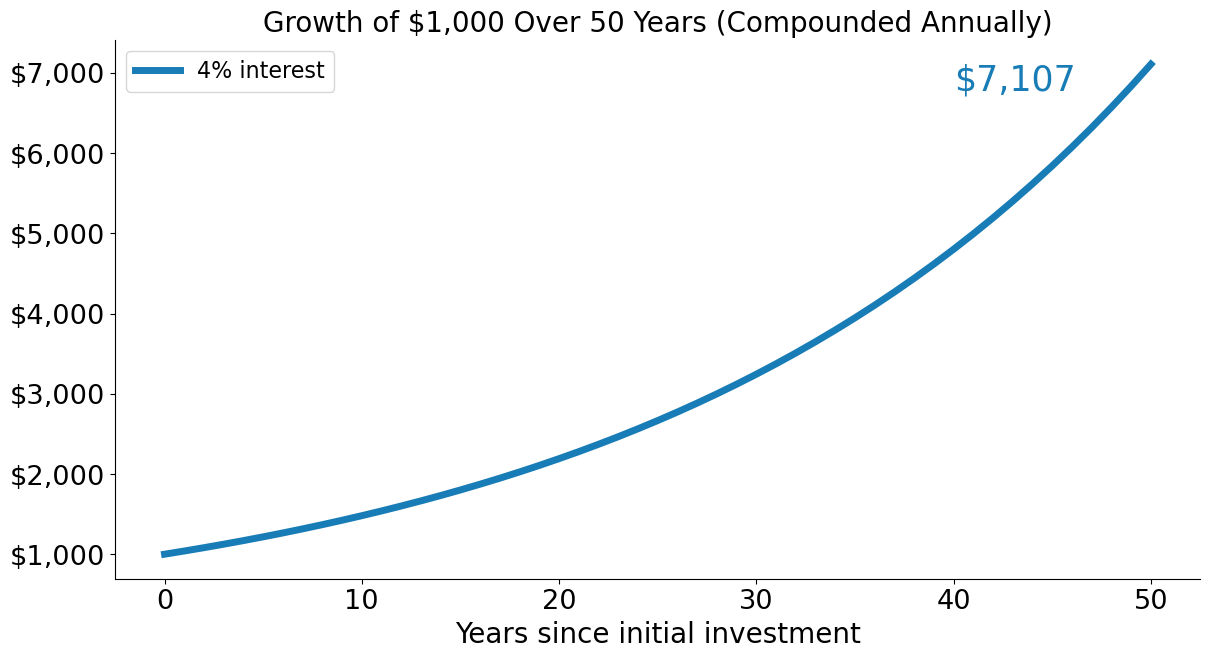 Growth of $1,000 Over 50 Years (Compounded Annually)
4% interest
$7,107
$7,000
$6,000
$5,000
$4,000
$3,000
$2,000
$1,000
0 10 20 30 40 50
Years since initial investment